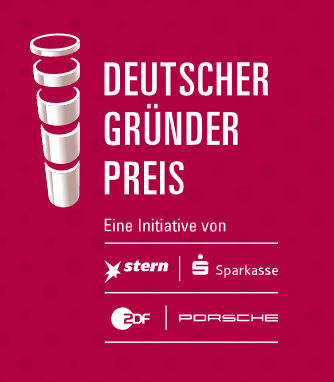 DEUTSCHER
GRÜNDER
PREIS
Eine Initiative von
stern | Sparkasse
ZDF | PORSCHE